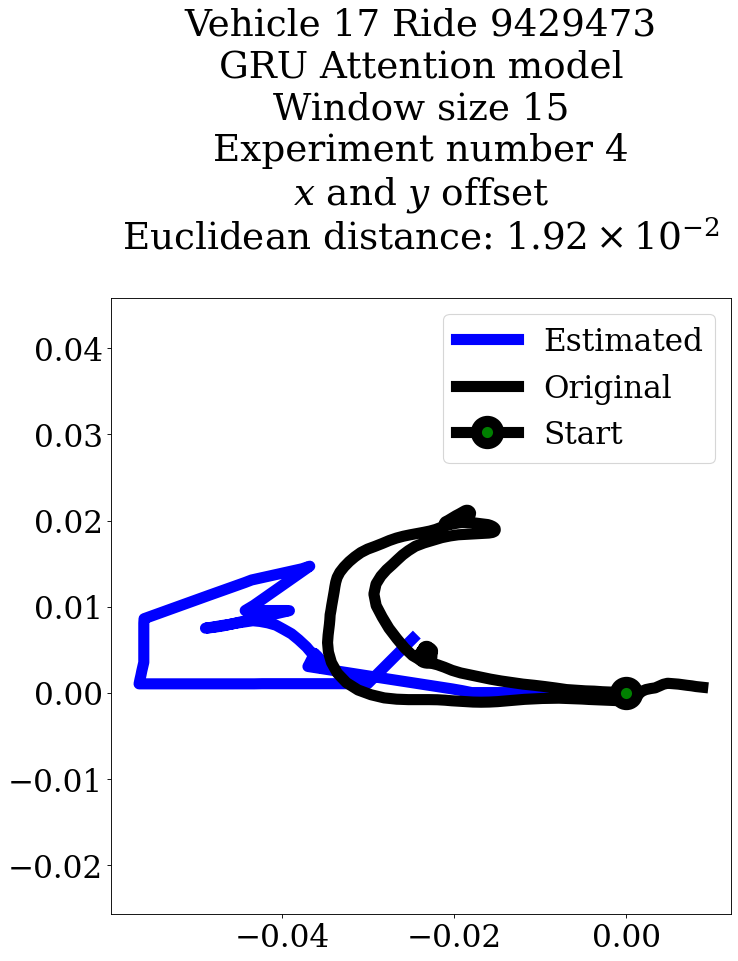 Vehicle 17 Ride 9429473
GRU Attention model
Window size 15
Experiment number 4
x and y offset
Euclidean distance: 1.92 × 10⁻²
Estimated
Original
Start
0.04
0.03
0.02
0.01
0.00
−0.01
−0.02
−0.04
−0.02
0.00